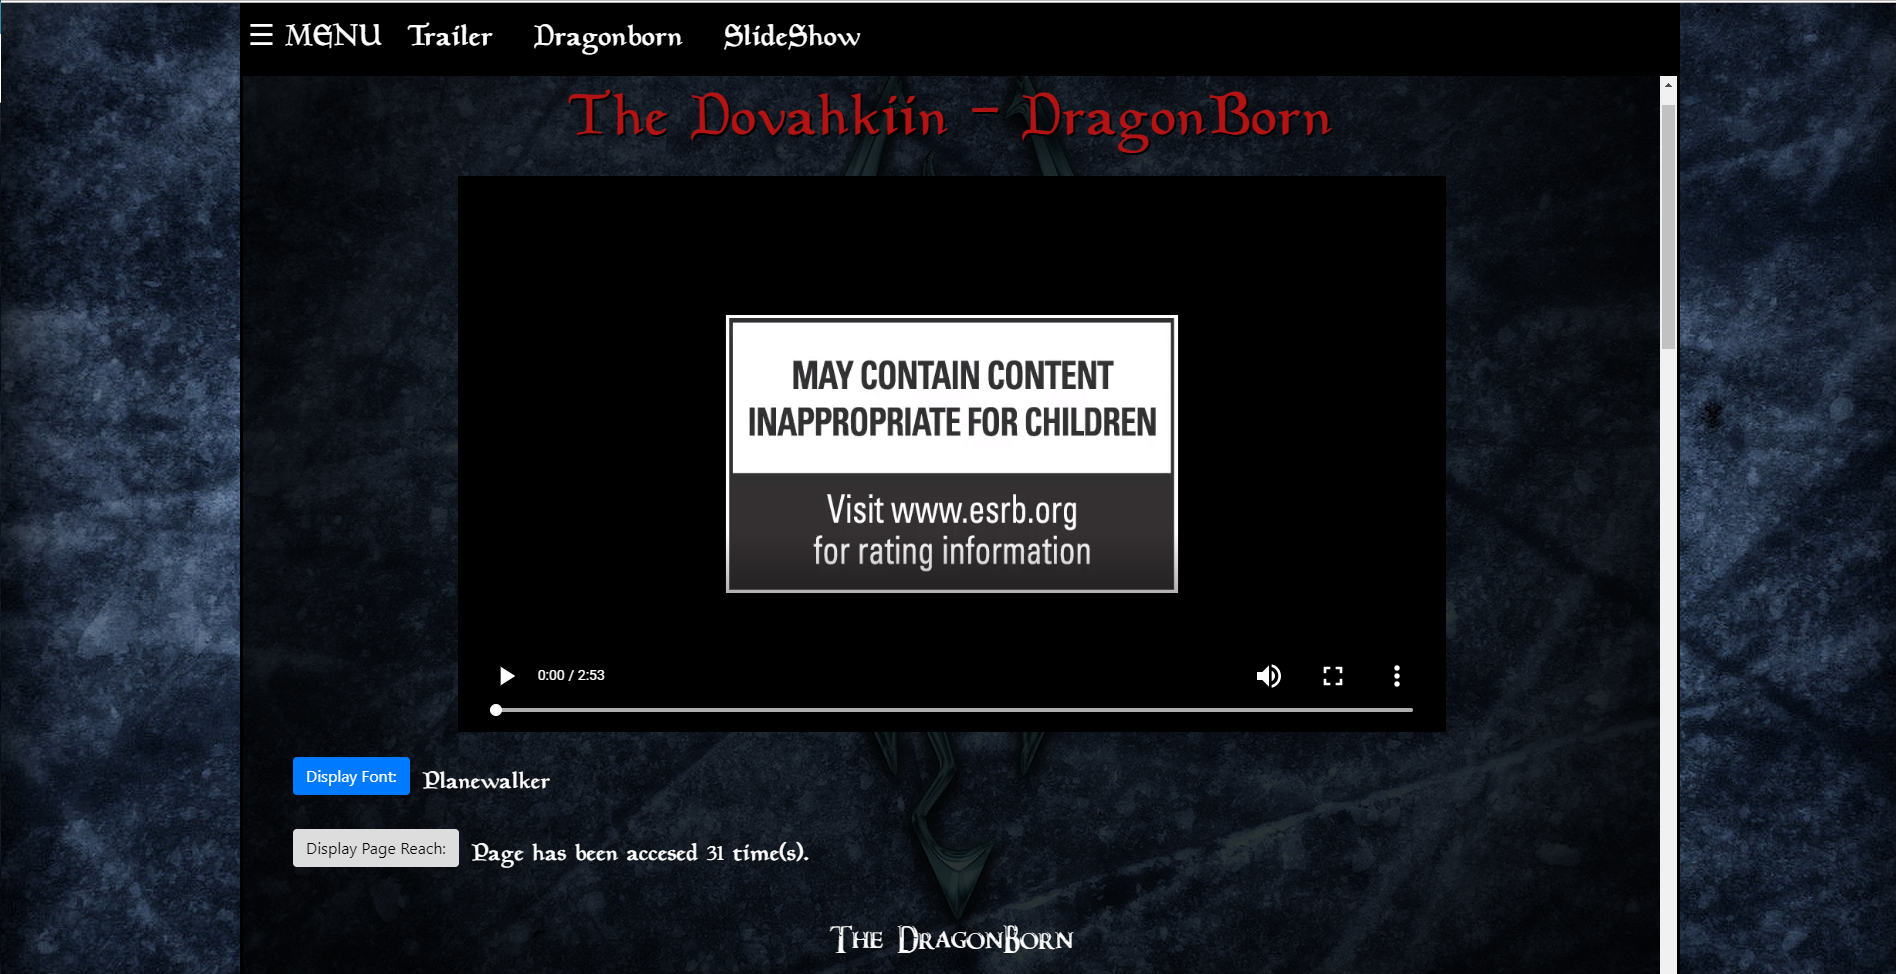 ☰ MENU Trailer Dragonborn SlideShow
The Dovahkiin - DragonBorn
MAY CONTAIN CONTENT
INAPPROPRIATE FOR CHILDREN
Visit www.esrb.org
for rating information
0:00 / 2:53
Display Font: Planewalker
Display Page Reach: Page has been accesed 31 time(s).
The DragonBorn